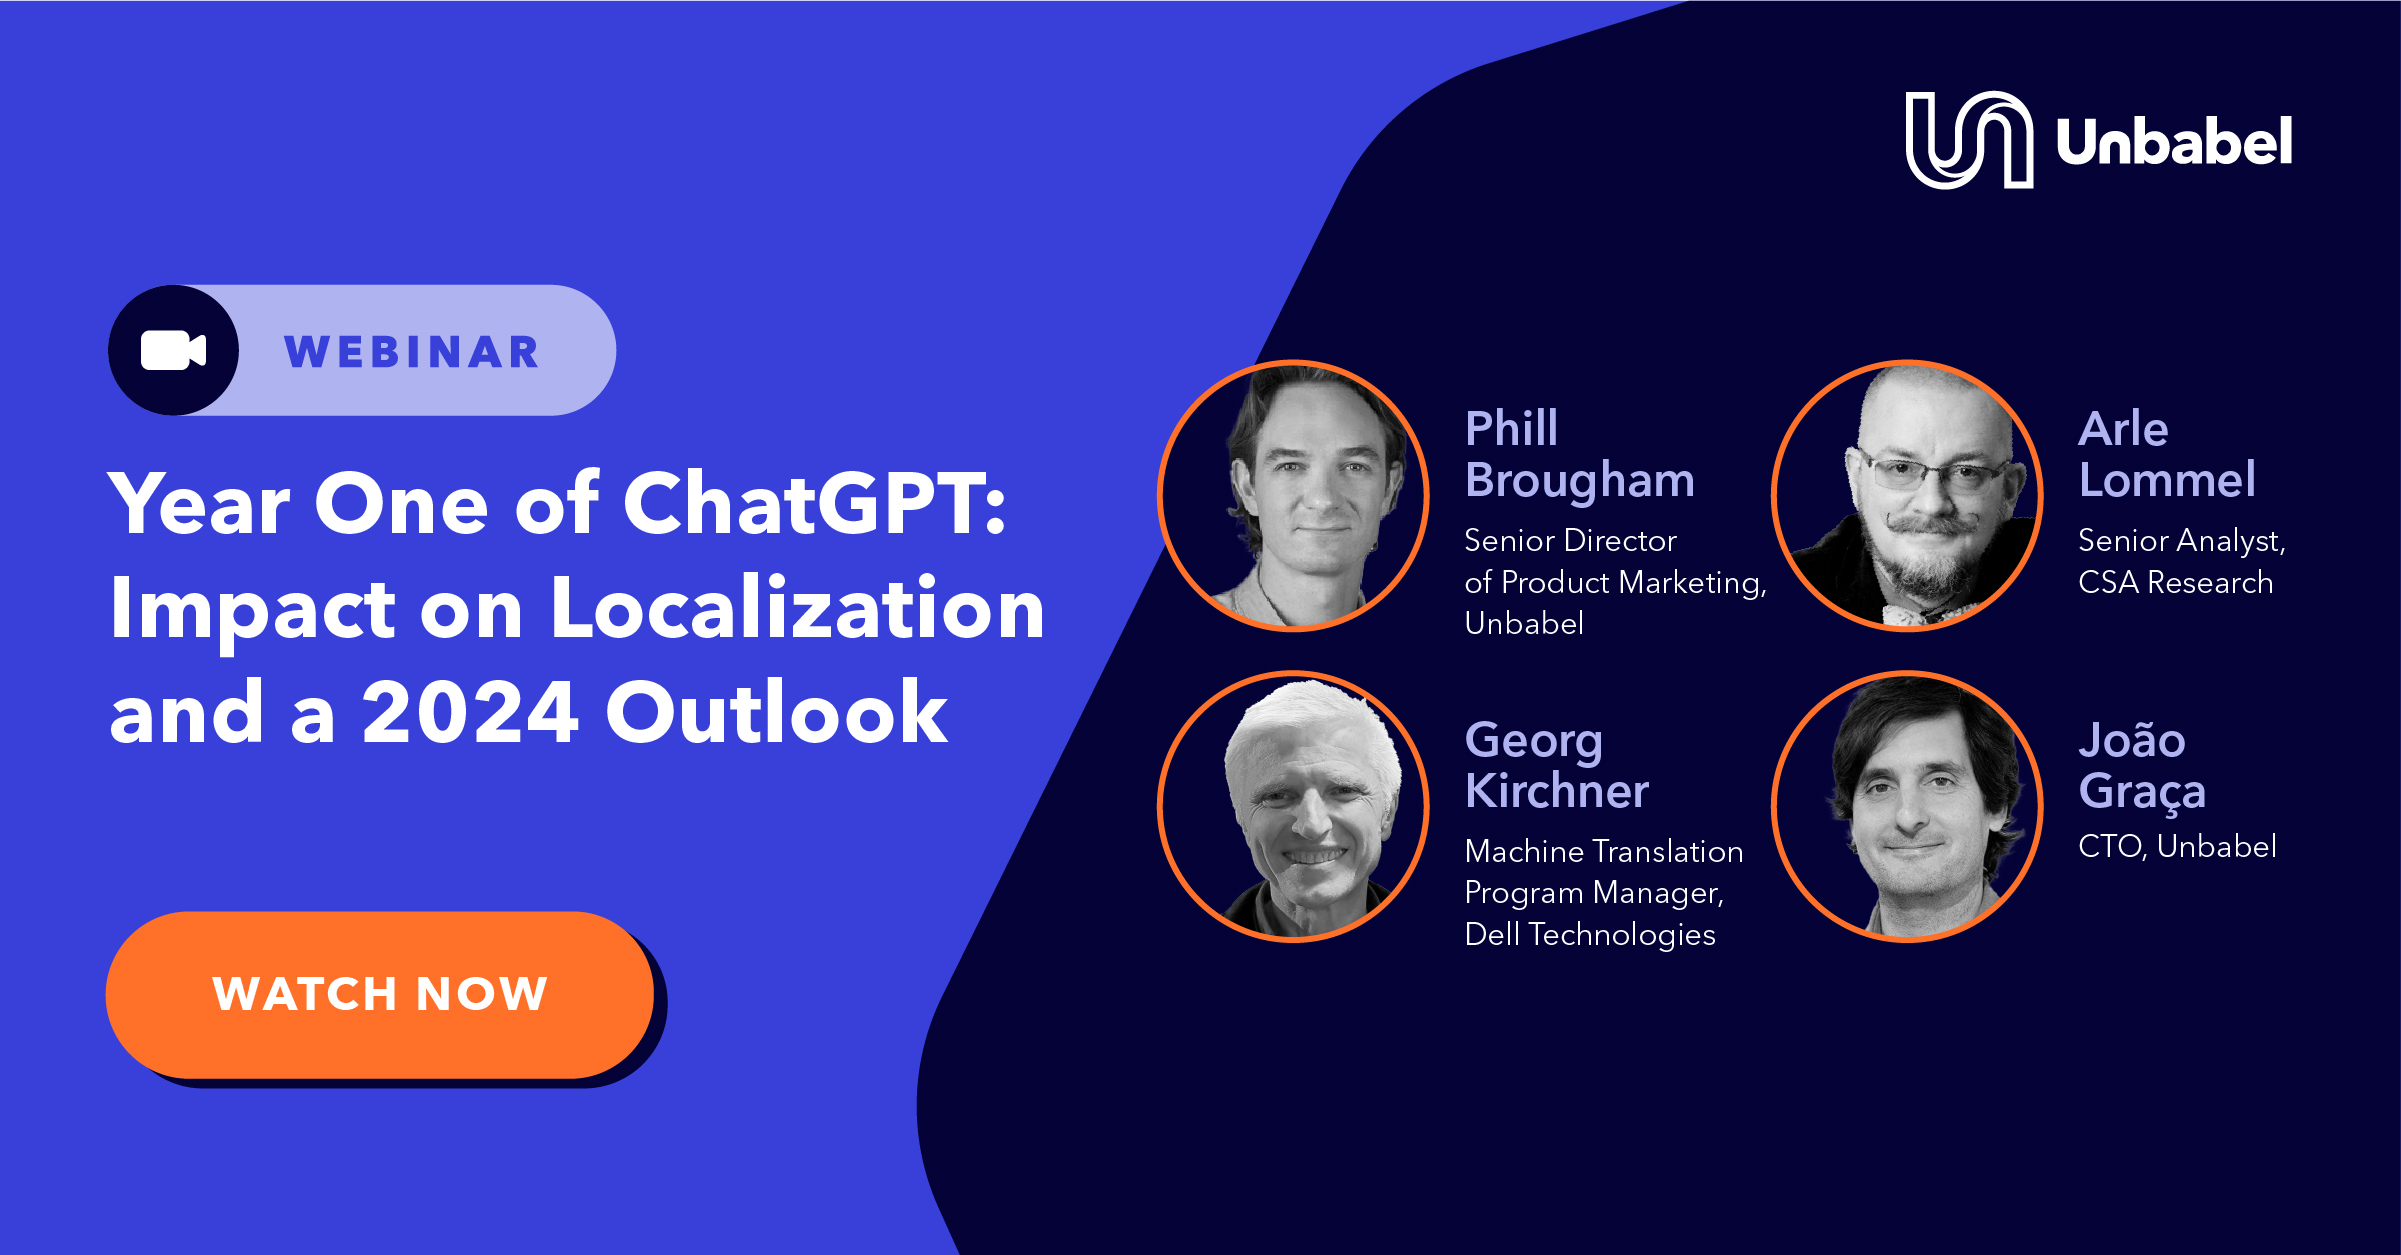 Unbabel
WEBINAR
Year One of ChatGPT:
Impact on Localization
and a 2024 Outlook
WATCH NOW
Phill
Brougham
Senior Director
of Product Marketing,
Unbabel
Arle
Lommel
Senior Analyst,
CSA Research
Georg
Kirchner
Machine Translation
Program Manager,
Dell Technologies
João
Graça
CTO, Unbabel